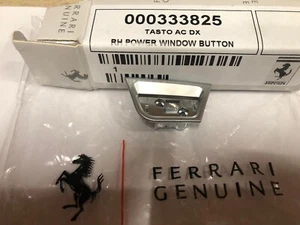 FERRARI
GENUINE
000333825
TASTO AC DX
RH POWER WINDOW BUTTON
1
FERRARI
GENUINE